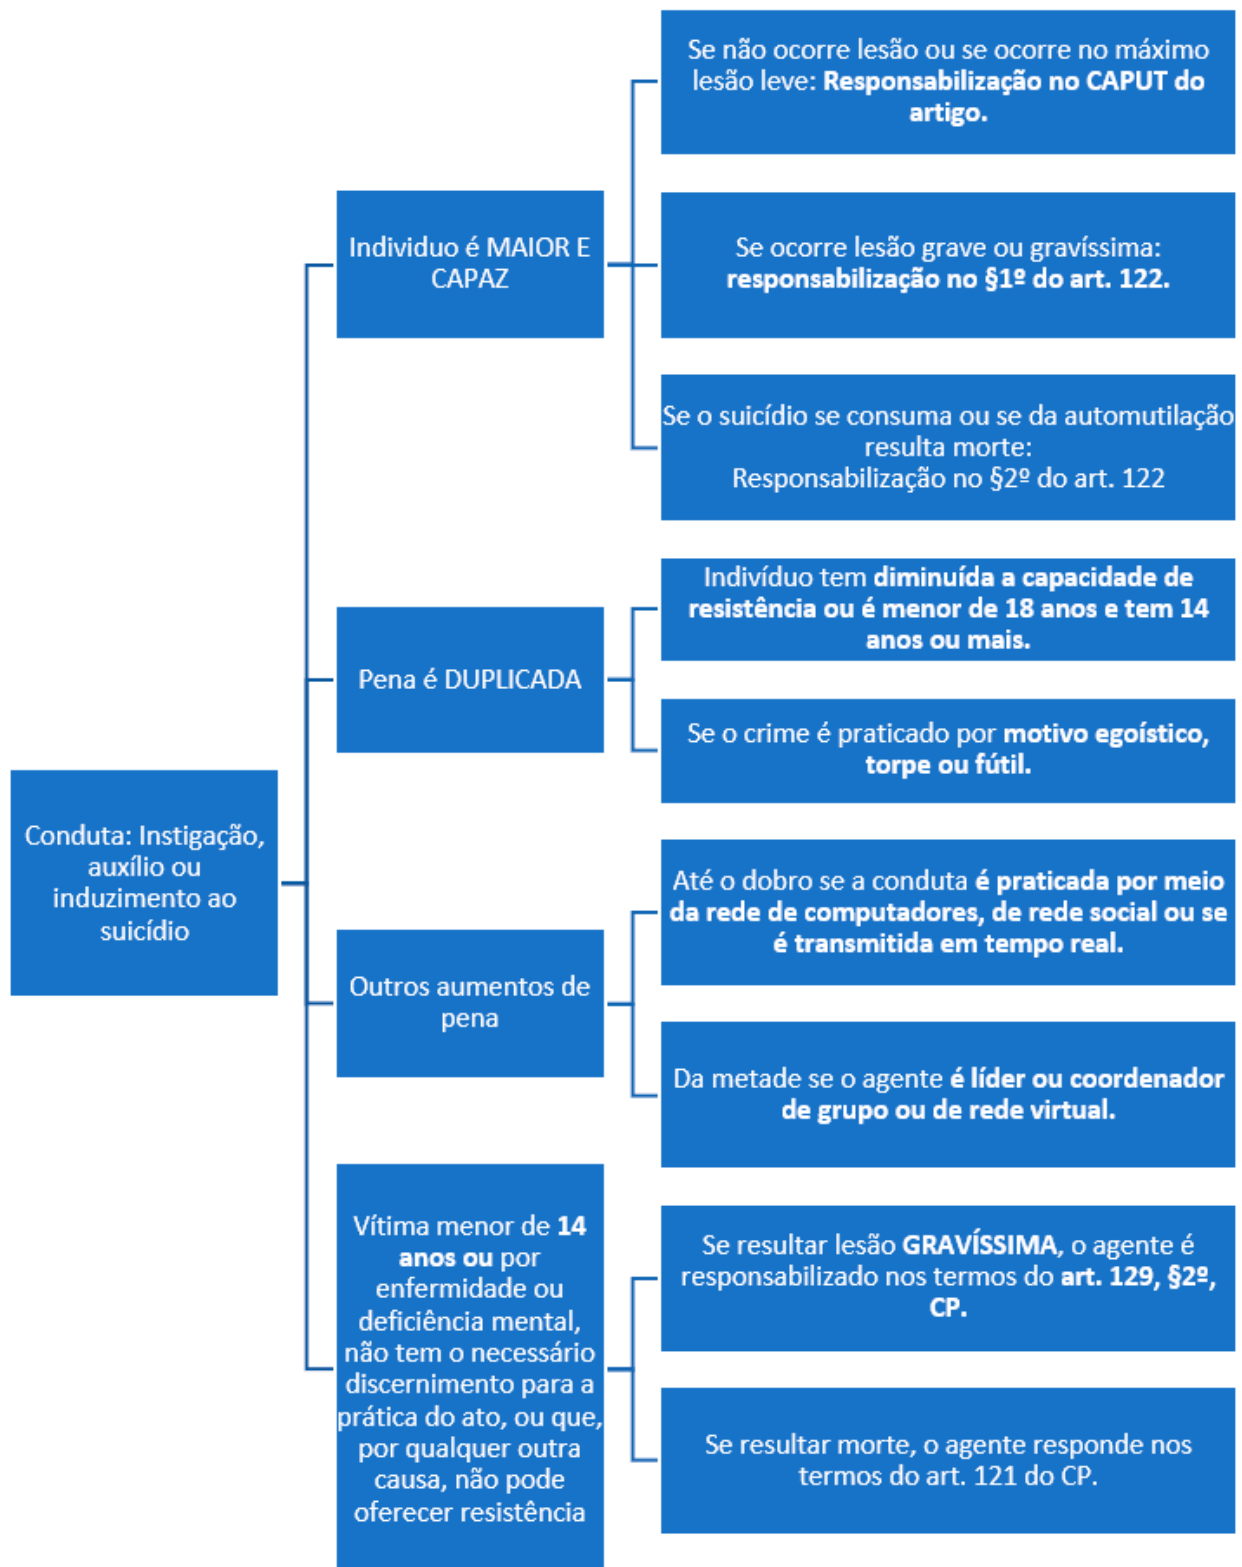 Se não ocorre lesão ou se ocorre no máximo
lesão leve: Responsabilização no CAPUT do
artigo.
Individuo é MAIOR E
CAPAZ
Se ocorre lesão grave ou gravíssima:
responsabilização no §1º do art. 122.
Se o suicídio se consuma ou se da automutilação
resulta morte:
Responsabilização no §2º do art. 122
Indivíduo tem diminuída a capacidade de
resistência ou é menor de 18 anos e tem 14
anos ou mais.
Pena é DUPLICADA
Se o crime é praticado por motivo egoístico,
torpe ou fútil.
Conduta: Instigação,
auxílio ou
induzimento ao
suicídio
Até o dobro se a conduta é praticada por meio
da rede de computadores, de rede social ou se
é transmitida em tempo real.
Outros aumentos de
pena
Da metade se o agente é líder ou coordenador
de grupo ou de rede virtual.
Vítima menor de 14
anos ou por
enfermidade ou
deficiência mental,
não tem o necessário
discernimento para a
prática do ato, ou que,
por qualquer outra
causa, não pode
oferecer resistência
Se resultar lesão GRAVÍSSIMA, o agente é
responsabilizado nos termos do art. 129, §2º,
CP.
Se resultar morte, o agente responde nos
termos do art. 121 do CP.